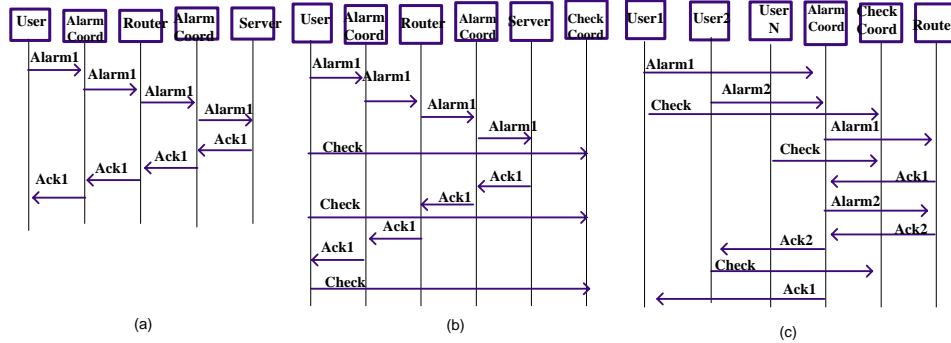 User
Alarm
Coord
Router
Alarm
Coord
Server
Alarm1
Alarm1
Alarm1
Alarm1
Ack1
Ack1
Ack1
Ack1
(a)
User
Alarm
Coord
Router
Alarm
Coord
Server
Check
Coord
Alarm1
Alarm1
Alarm1
Alarm1
Check
Ack1
Ack1
Check
Ack1
Ack1
Check
(b)
User1
User2
User
N
Alarm
Coord
Check
Coord
Route
Alarm1
Alarm2
Check
Alarm1
Check
Ack1
Alarm2
Ack2
Ack2
Check
Ack1
(c)